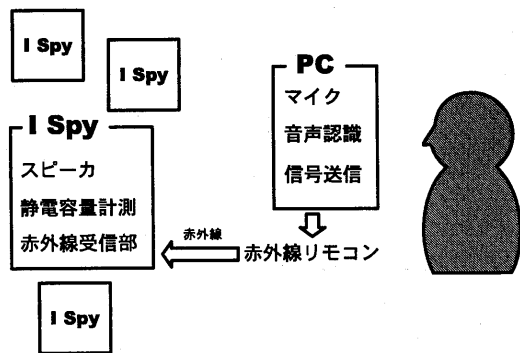 I Spy
I Spy
I Spy
スピーカ
静電容量計測
赤外線受信部
I Spy
PC
マイク
音声認識
信号送信
赤外線
赤外線リモコン